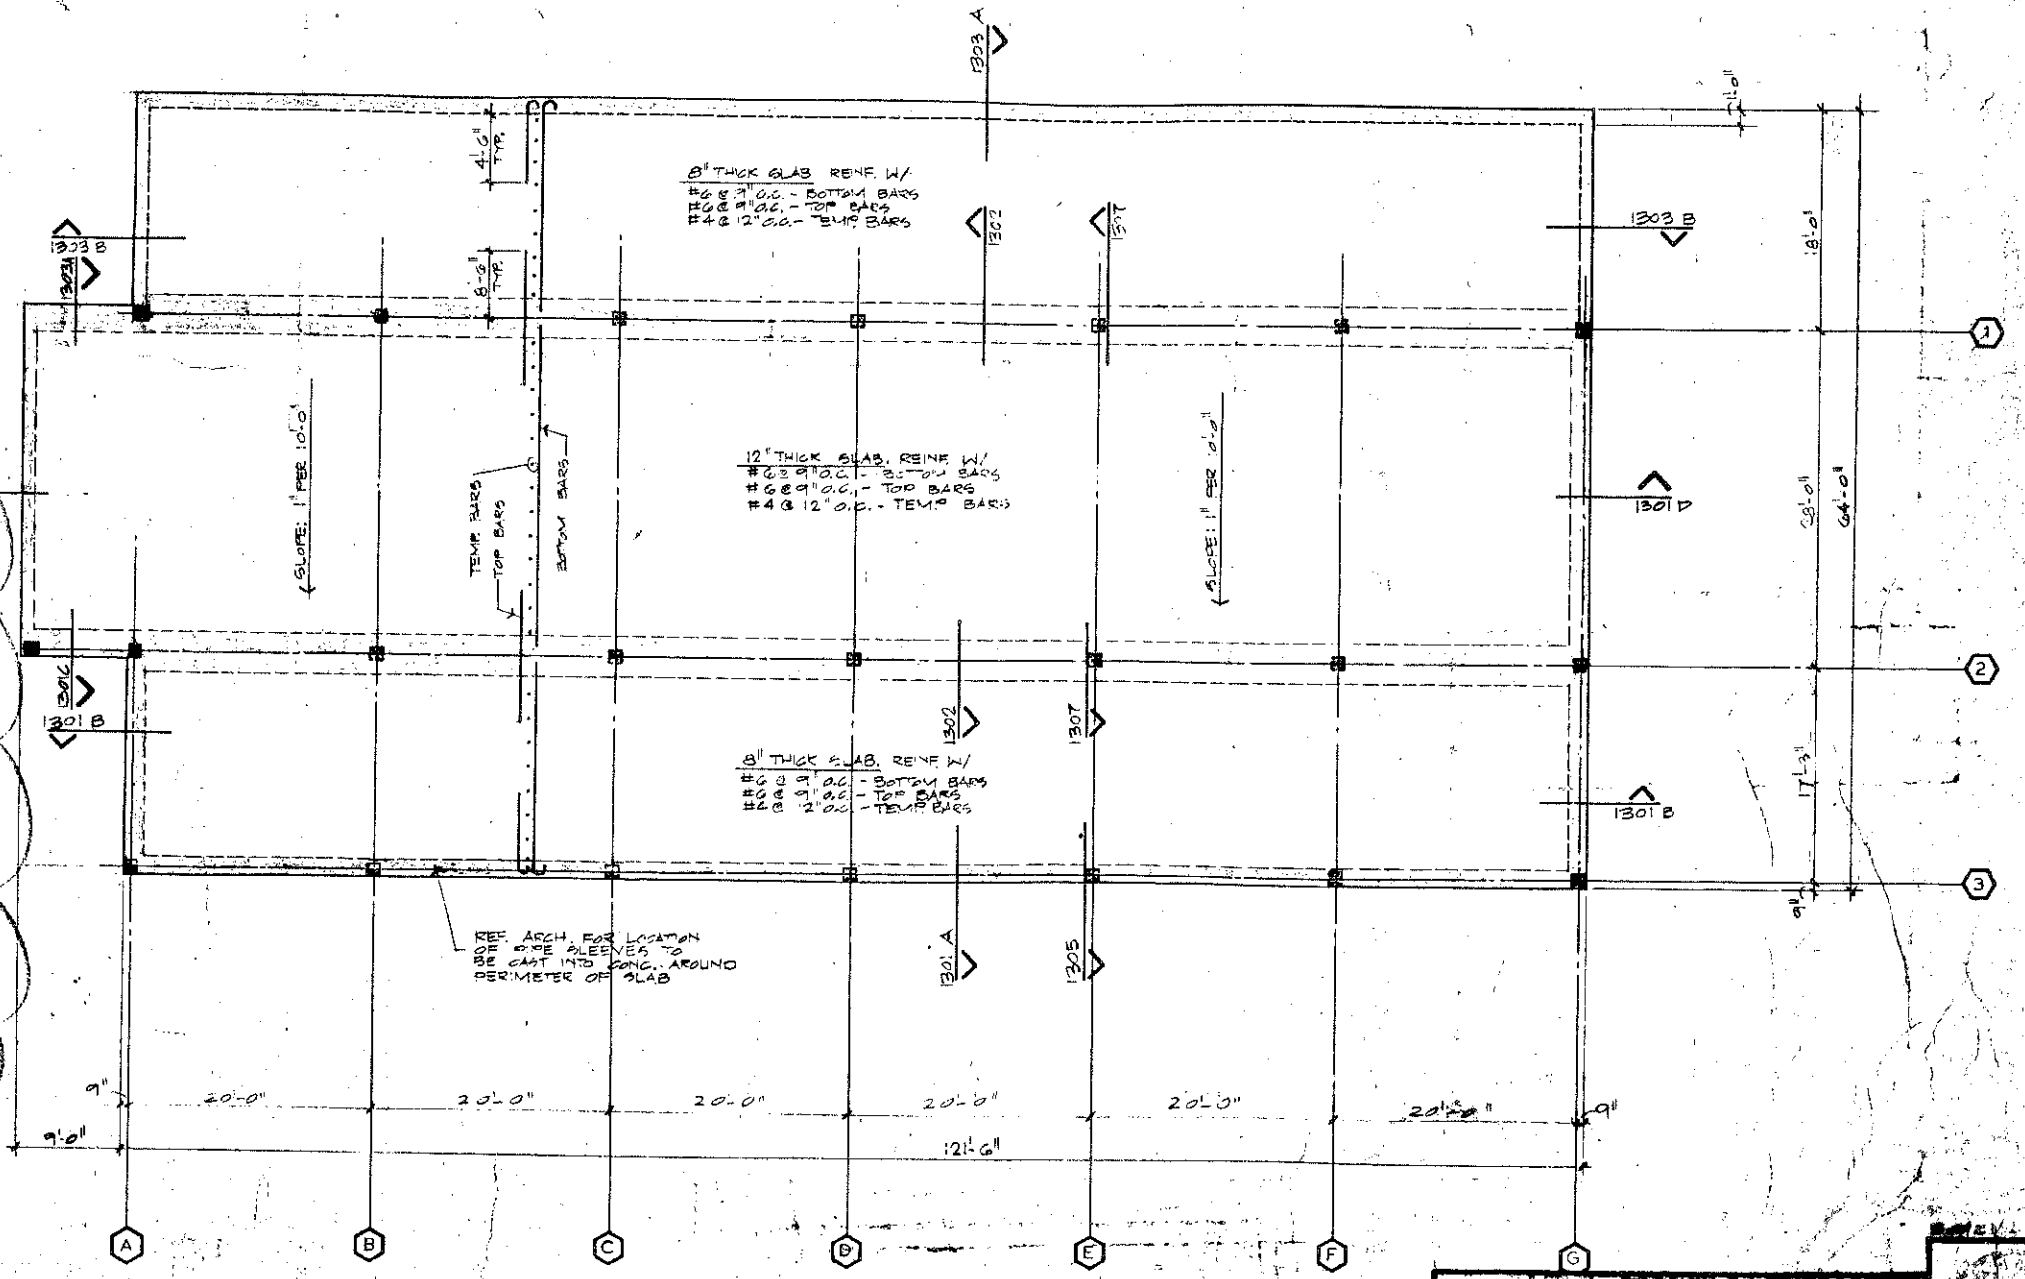 1303 A
1'-0"
4'-6"
TYP.
8" THICK SLAB REINF. W/
#6 @ 9" O.C. - BOTTOM BARS
#6 @ 9" O.C. - TOP BARS
#4 @ 12" O.C. - TEMP. BARS
1303 B
1303A
1302
1307
1303 B
18'-0"
8'-6"
TYP.
1
SLOPE: 1" PER 10'-0"
TEMP. BARS
TOP BARS
BOTTOM BARS
12" THICK SLAB. REINF. W/
#6 @ 9" O.C. - BOTTOM BARS
#6 @ 9" O.C. - TOP BARS
#4 @ 12" O.C. - TEMP BARS
SLOPE: 1" PER 10'-0"
1301 D
28'-0"
64'-0"
2
1301C
1301 B
1302
1307
8" THICK SLAB. REINF. W/
#6 @ 9" O.C. - BOTTOM BARS
#6 @ 9" O.C. - TOP BARS
#4 @ 12" O.C. - TEMP. BARS
1301 B
17'-3"
3
9"
REF. ARCH. FOR LOCATION
OF PIPE SLEEVES TO
BE CAST INTO CONC. AROUND
PERIMETER OF SLAB
1301 A
1305
9"
20'-0"
20'-0"
20'-0"
20'-0"
20'-0"
20'-0"
9"
9'-0"
121'-6"
A
B
C
D
E
F
G